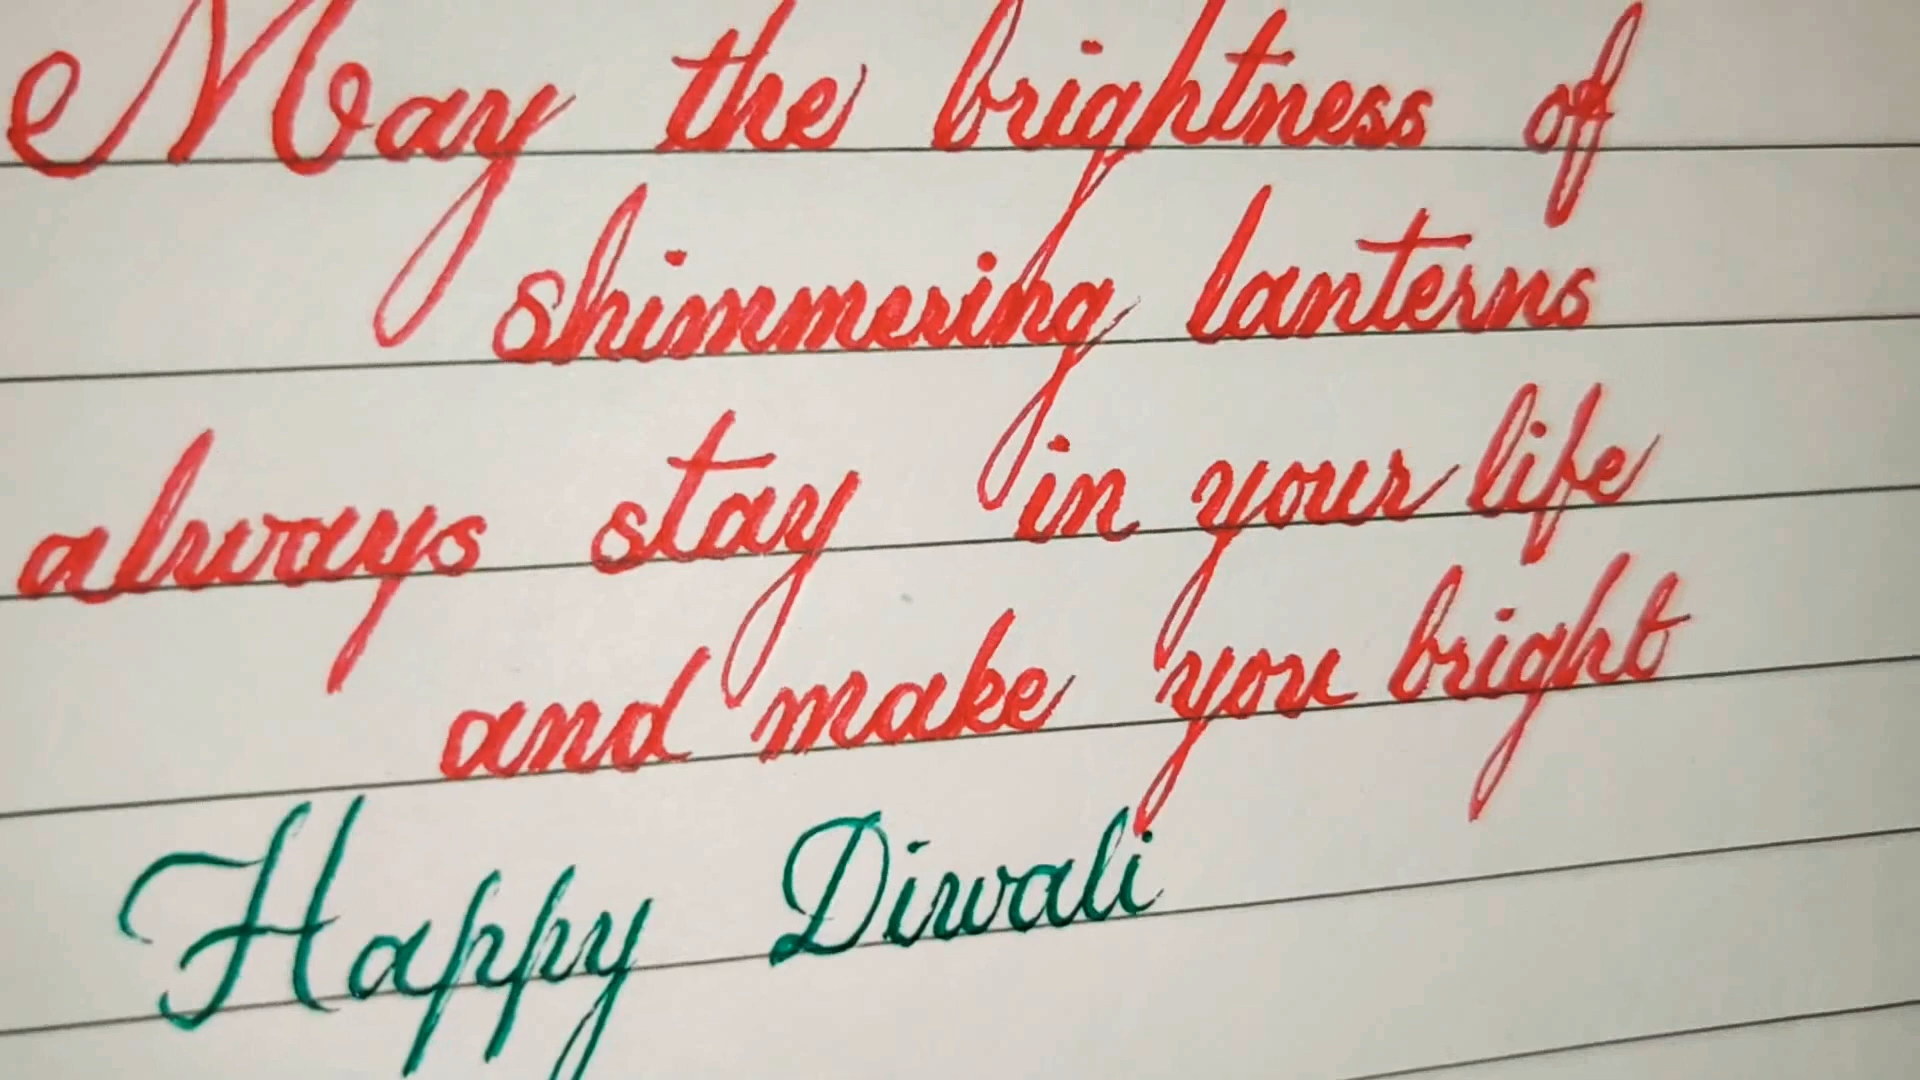 May the brightness of
shimmering lanterns
always stay in your life
and make you bright
Happy Diwali